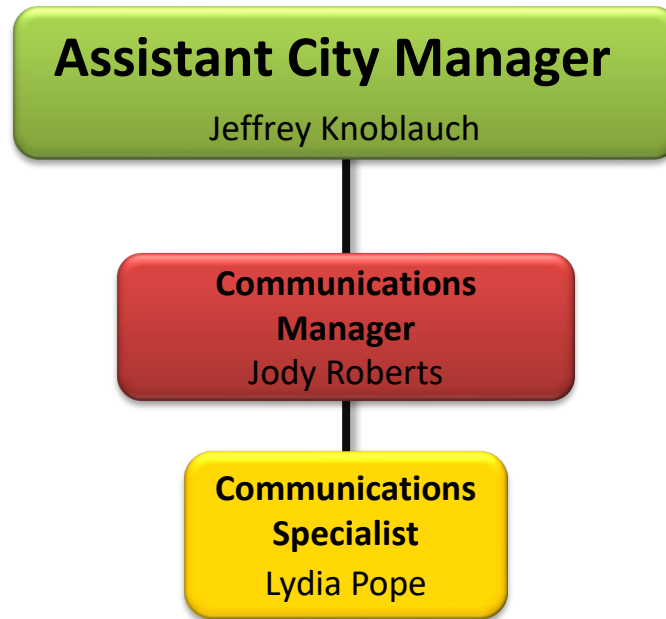 Assistant City Manager
Jeffrey Knoblauch
Communications
Manager
Jody Roberts
Communications
Specialist
Lydia Pope